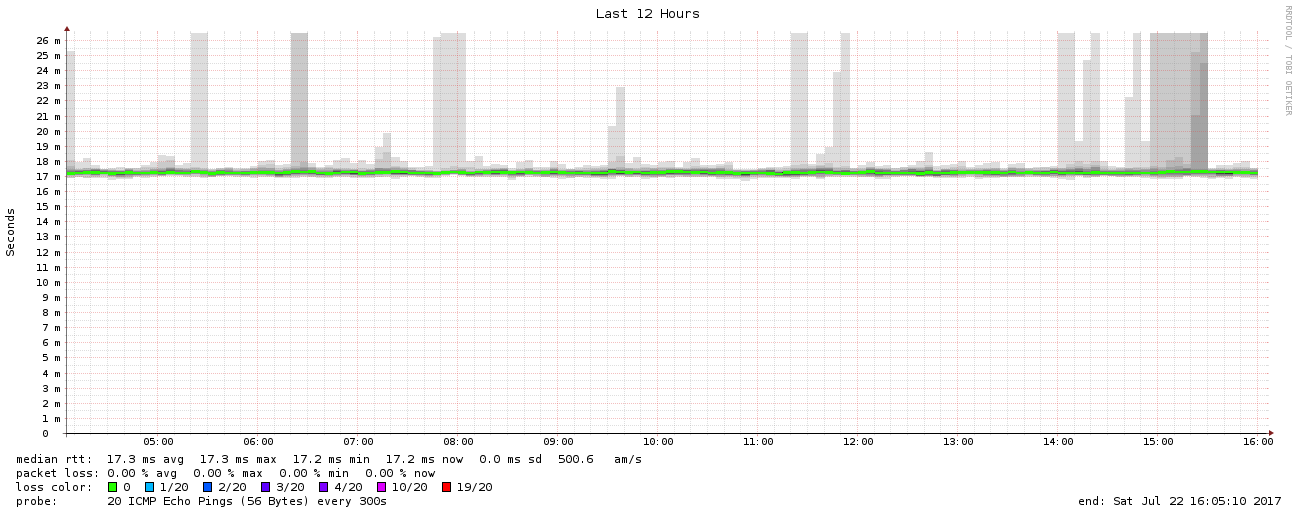 Last 12 Hours
RRDTOOL / TOBI OETIKER
Seconds
26 m
25 m
24 m
23 m
22 m
21 m
20 m
19 m
18 m
17 m
16 m
15 m
14 m
13 m
12 m
11 m
10 m
9 m
8 m
7 m
6 m
5 m
4 m
3 m
2 m
1 m
0
05:00 06:00 07:00 08:00 09:00 10:00 11:00 12:00 13:00 14:00 15:00 16:00
median rtt: 17.3 ms avg 17.3 ms max 17.2 ms min 17.2 ms now 0.0 ms sd 500.6 am/s
packet loss: 0.00 % avg 0.00 % max 0.00 % min 0.00 % now
loss color: 0 1/20 2/20 3/20 4/20 10/20 19/20
probe: 20 ICMP Echo Pings (56 Bytes) every 300s end: Sat Jul 22 16:05:10 2017